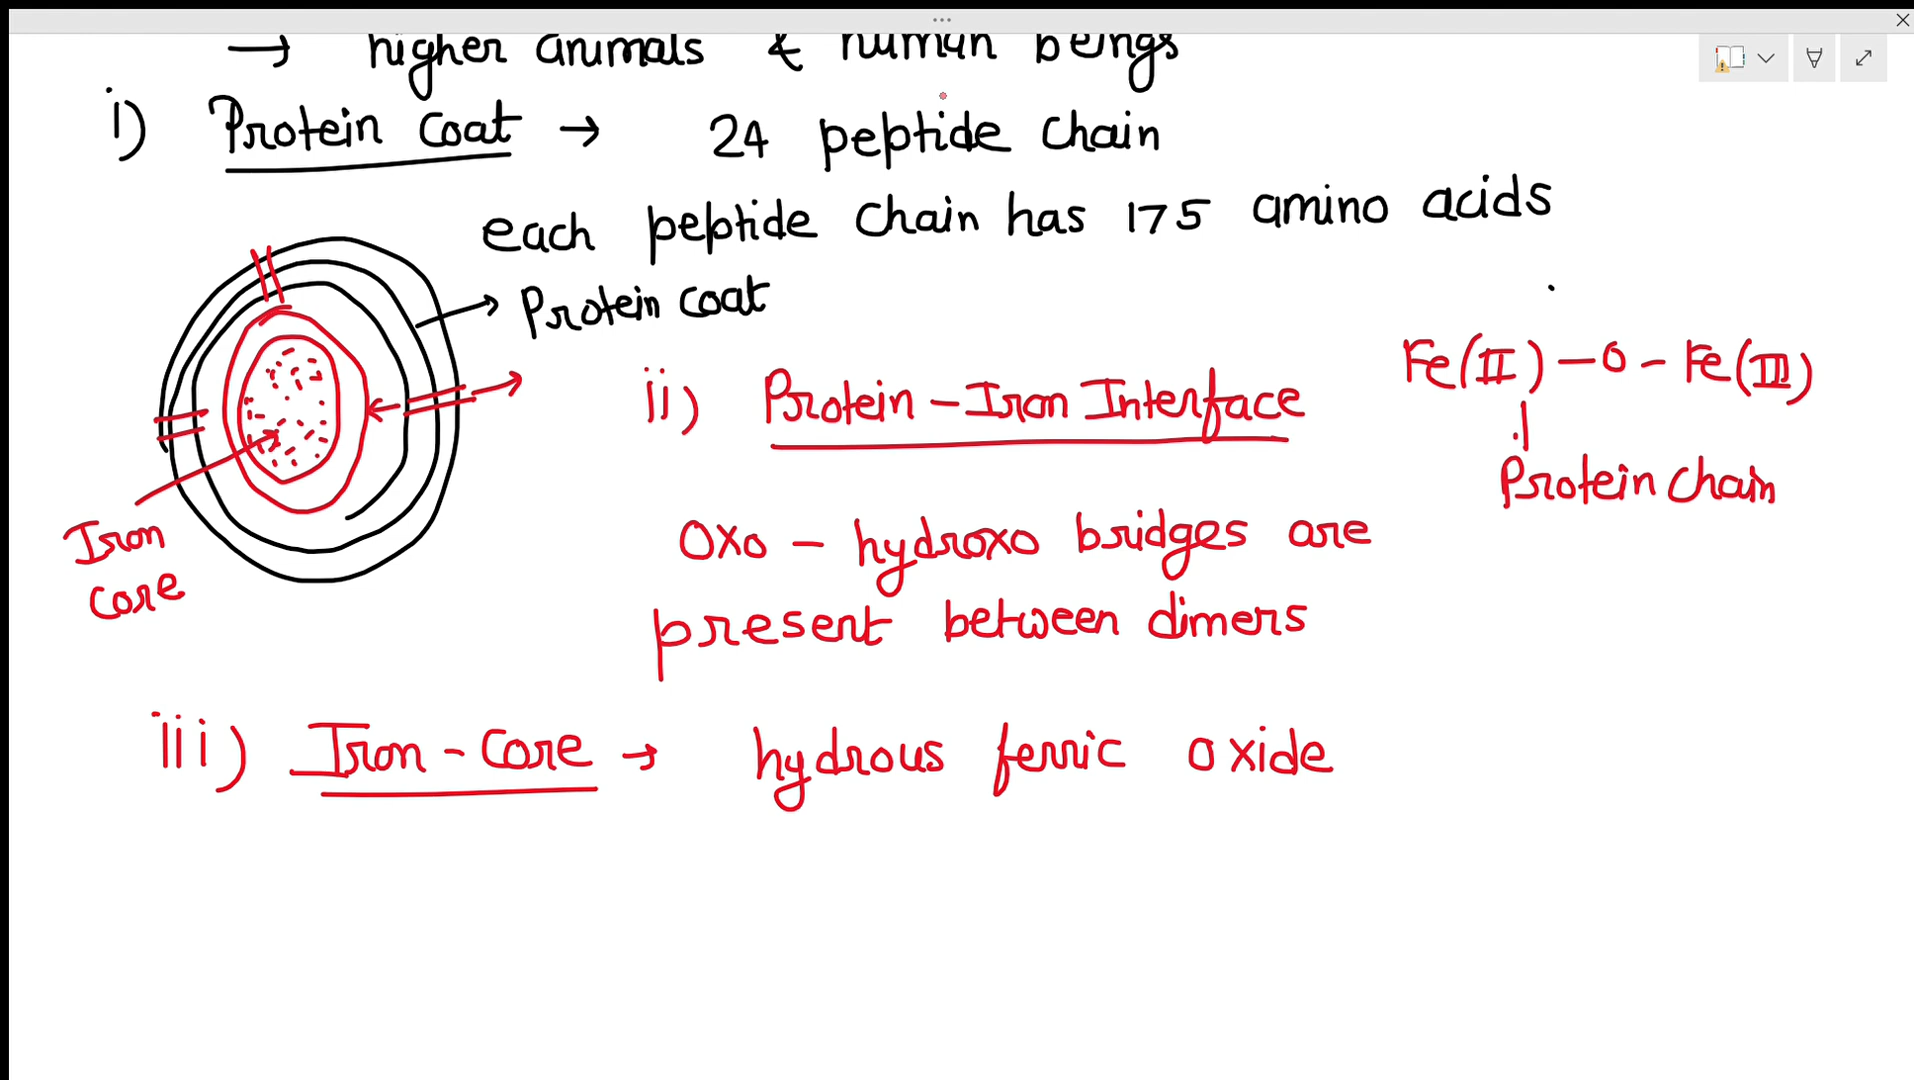 → higher animals & human beings
i) Protein coat → 24 peptide chain
each peptide chain has 175 amino acids
→ Protein coat
Fe(II) – O – Fe(III)
ii) Protein – Iron Interface
Protein chain
Iron
core
Oxo – hydroxo bridges are
present between dimers
iii) Iron - Core → hydrous ferric oxide